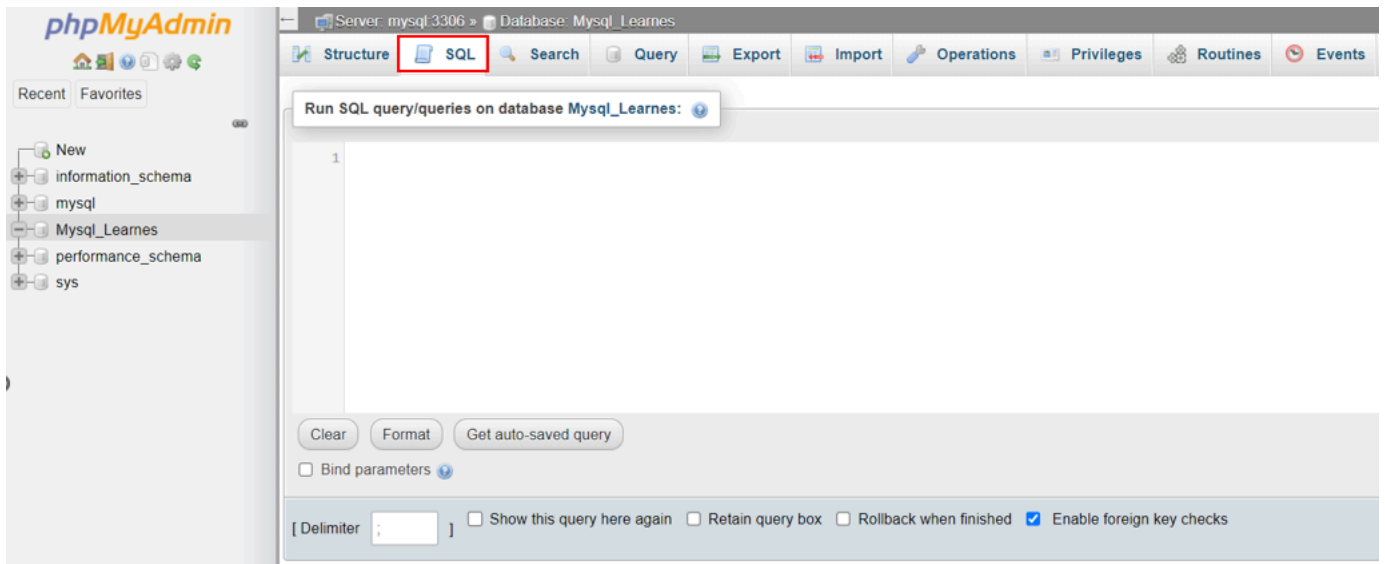 phpMyAdmin
Recent Favorites
New
information_schema
mysql
Mysql_Learnes
performance_schema
sys
Server: mysql:3306 » Database: Mysql_Learnes
Structure SQL Search Query Export Import Operations Privileges Routines Events
Run SQL query/queries on database Mysql_Learnes:
1
Clear Format Get auto-saved query
Bind parameters
[ Delimiter ; ] Show this query here again Retain query box Rollback when finished Enable foreign key checks